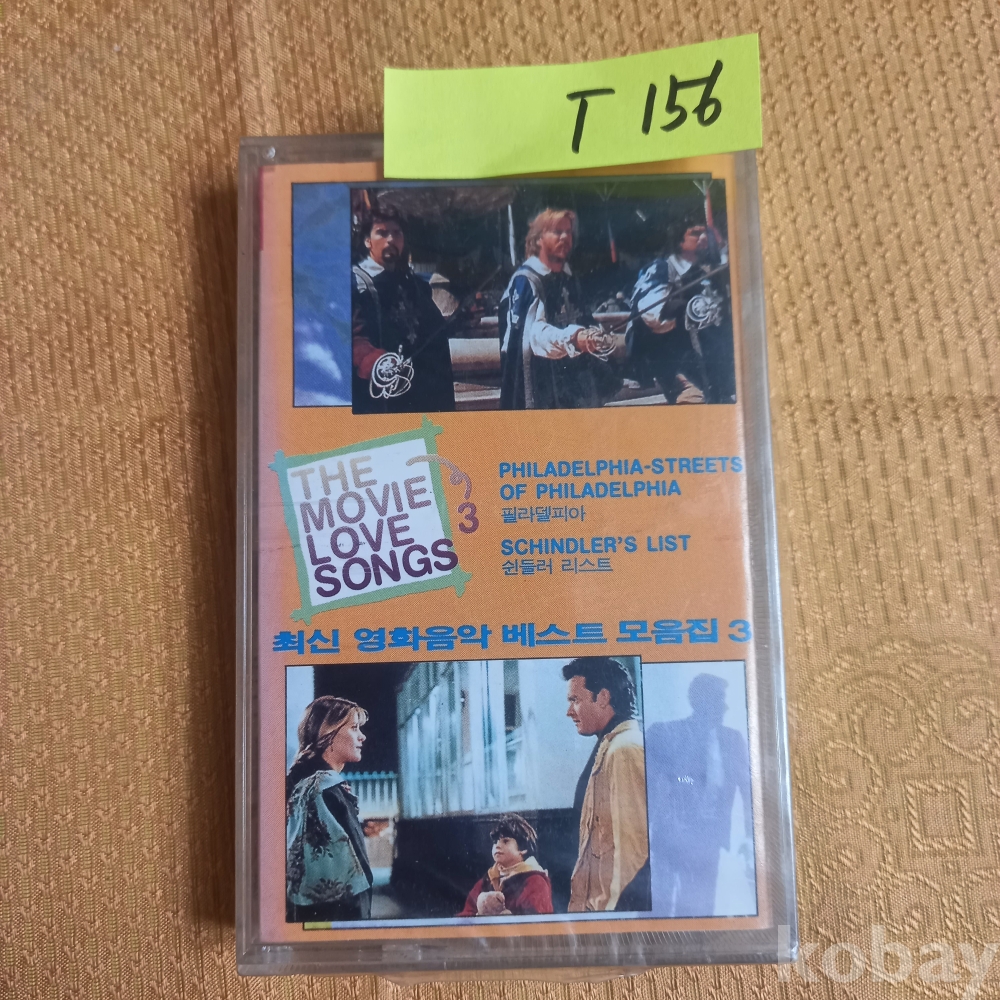 T 156
THE
MOVIE
LOVE
SONGS 3
PHILADELPHIA-STREETS
OF PHILADELPHIA
필라델피아
SCHINDLER'S LIST
쉰들러 리스트
최신 영화음악 베스트 모음집 3
kobay